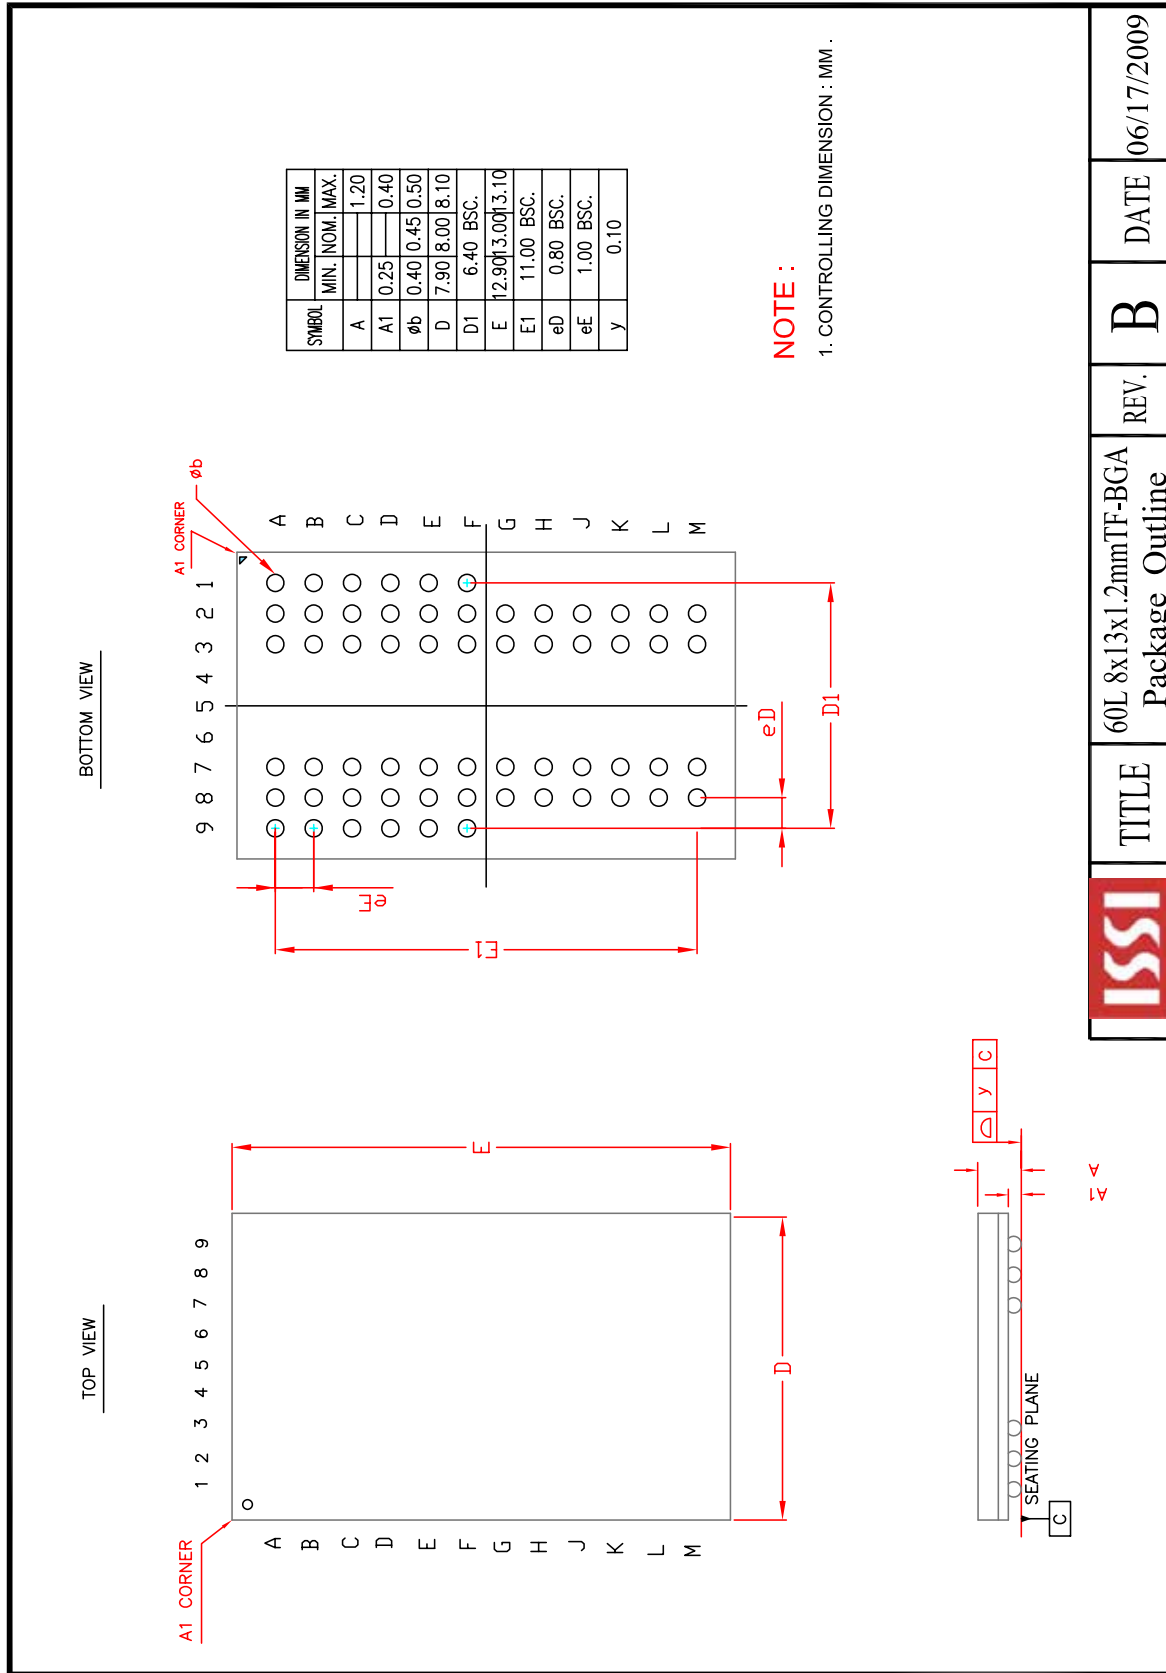 TOP VIEW
A1 CORNER
1 2 3 4 5 6 7 8 9
A
B
C
D
E
F
G
H
J
K
L
M
E
D
BOTTOM VIEW
A1 CORNER
øb
9 8 7 6 5 4 3 2 1
A
B
C
D
E
F
G
H
J
K
L
M
eE
E1
eD
D1
SYMBOL DIMENSION IN MM
MIN. NOM. MAX.
A 1.20
A1 0.25 0.40
øb 0.40 0.45 0.50
D 7.90 8.00 8.10
D1 6.40 BSC.
E 12.90 13.00 13.10
E1 11.00 BSC.
eD 0.80 BSC.
eE 1.00 BSC.
y 0.10
NOTE :
1. CONTROLLING DIMENSION : MM .
y C
A
A1
SEATING PLANE
C
ISSI
TITLE
60L 8x13x1.2mmTF-BGA
Package Outline
REV.
B
DATE
06/17/2009